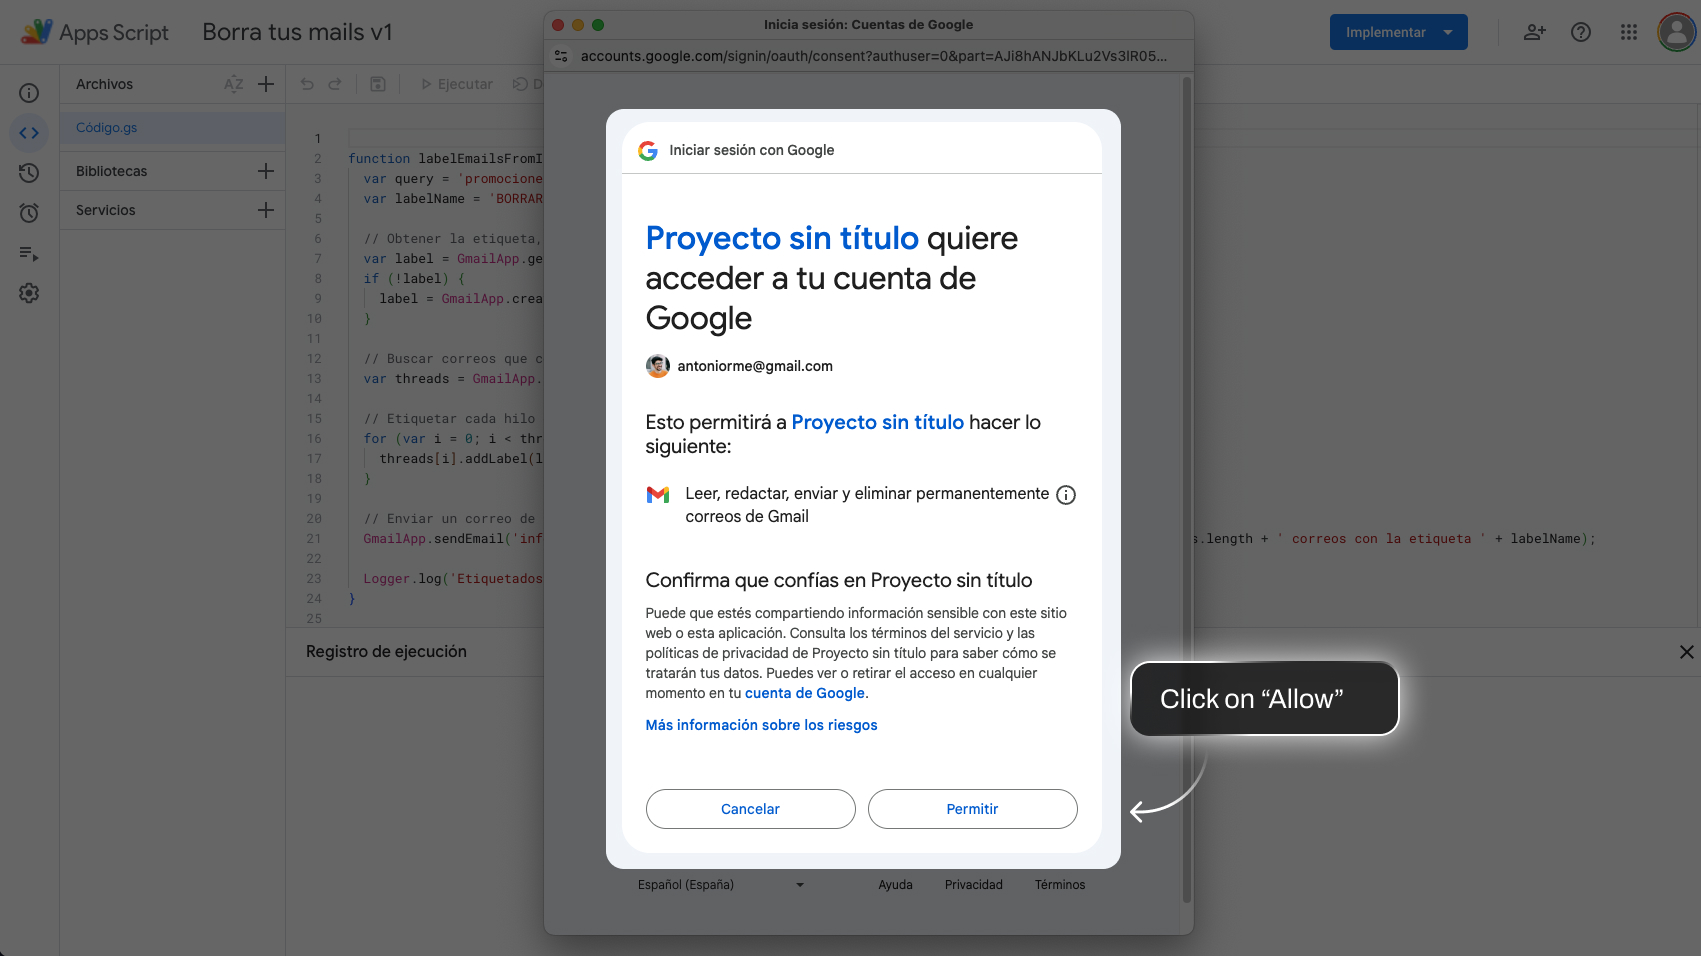 Apps Script
Borra tus mails v1
Implementar
Archivos
Código.gs
Bibliotecas
Servicios
Ejecutar
D
1
2 function labelEmailsFromI
3 var query = 'promocione
4 var labelName = 'BORRAR
5
6 // Obtener la etiqueta,
7 var label = GmailApp.ge
8 if (!label) {
9 label = GmailApp.crea
10 }
11
12 // Buscar correos que c
13 var threads = GmailApp.
14
15 // Etiquetar cada hilo
16 for (var i = 0; i < thr
17 threads[i].addLabel(l
18 }
19
20 // Enviar un correo de
21 GmailApp.sendEmail('inf
s.length + ' correos con la etiqueta ' + labelName);
22
23 Logger.log('Etiquetados
24 }
25
Registro de ejecución
Inicia sesión: Cuentas de Google
accounts.google.com/signin/oauth/consent?authuser=0&part=AJi8hANJbKLu2Vs3lR05...
Iniciar sesión con Google
Proyecto sin título quiere
acceder a tu cuenta de
Google
antoniorme@gmail.com
Esto permitirá a Proyecto sin título hacer lo
siguiente:
Leer, redactar, enviar y eliminar permanentemente
correos de Gmail
Confirma que confías en Proyecto sin título
Puede que estés compartiendo información sensible con este sitio
web o esta aplicación. Consulta los términos del servicio y las
políticas de privacidad de Proyecto sin título para saber cómo se
tratarán tus datos. Puedes ver o retirar el acceso en cualquier
momento en tu cuenta de Google.
Más información sobre los riesgos
Cancelar
Permitir
Español (España)
Ayuda
Privacidad
Términos
Click on “Allow”